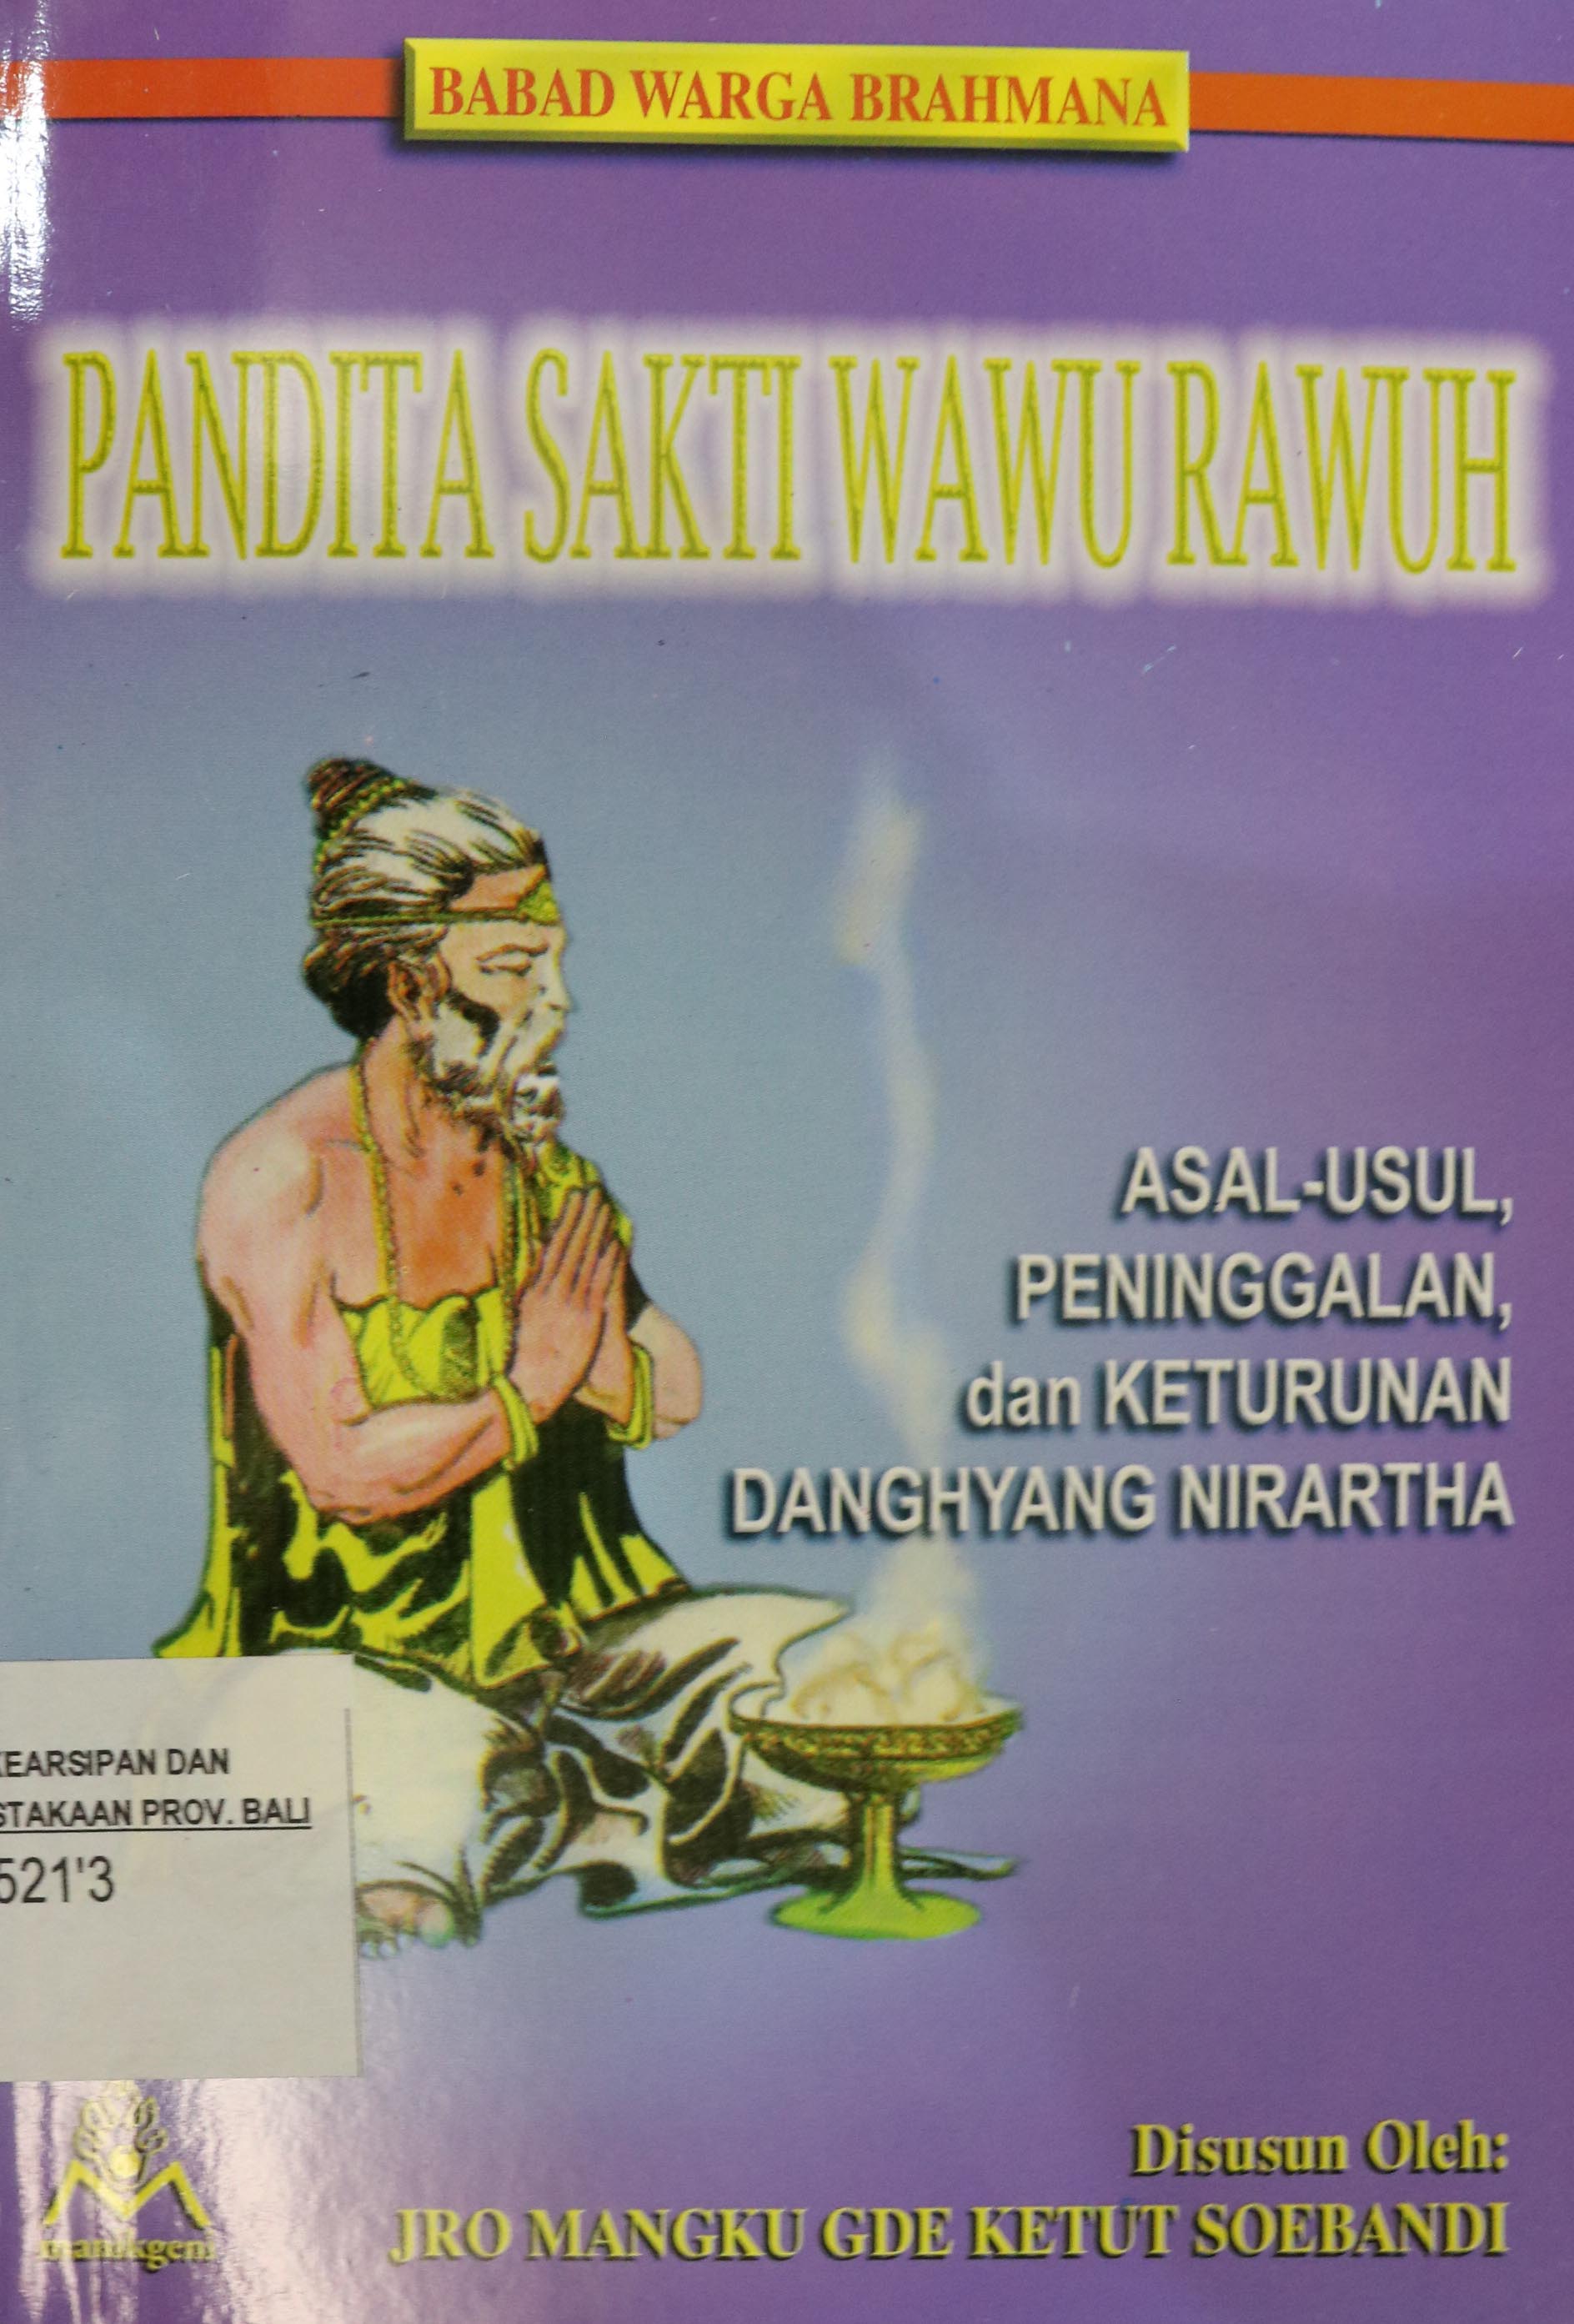 BABAD WARGA BRAHMANA
PANDITA SAKTI WAWU RAWUH
ASAL-USUL,
PENINGGALAN,
dan KETURUNAN
DANGHYANG NIRARTHA
KEARSIPAN DAN
STAKAAN PROV. BALI
521'3
Disusun Oleh:
JRO MANGKU GDE KETUT SOEBANDI
manikgeni